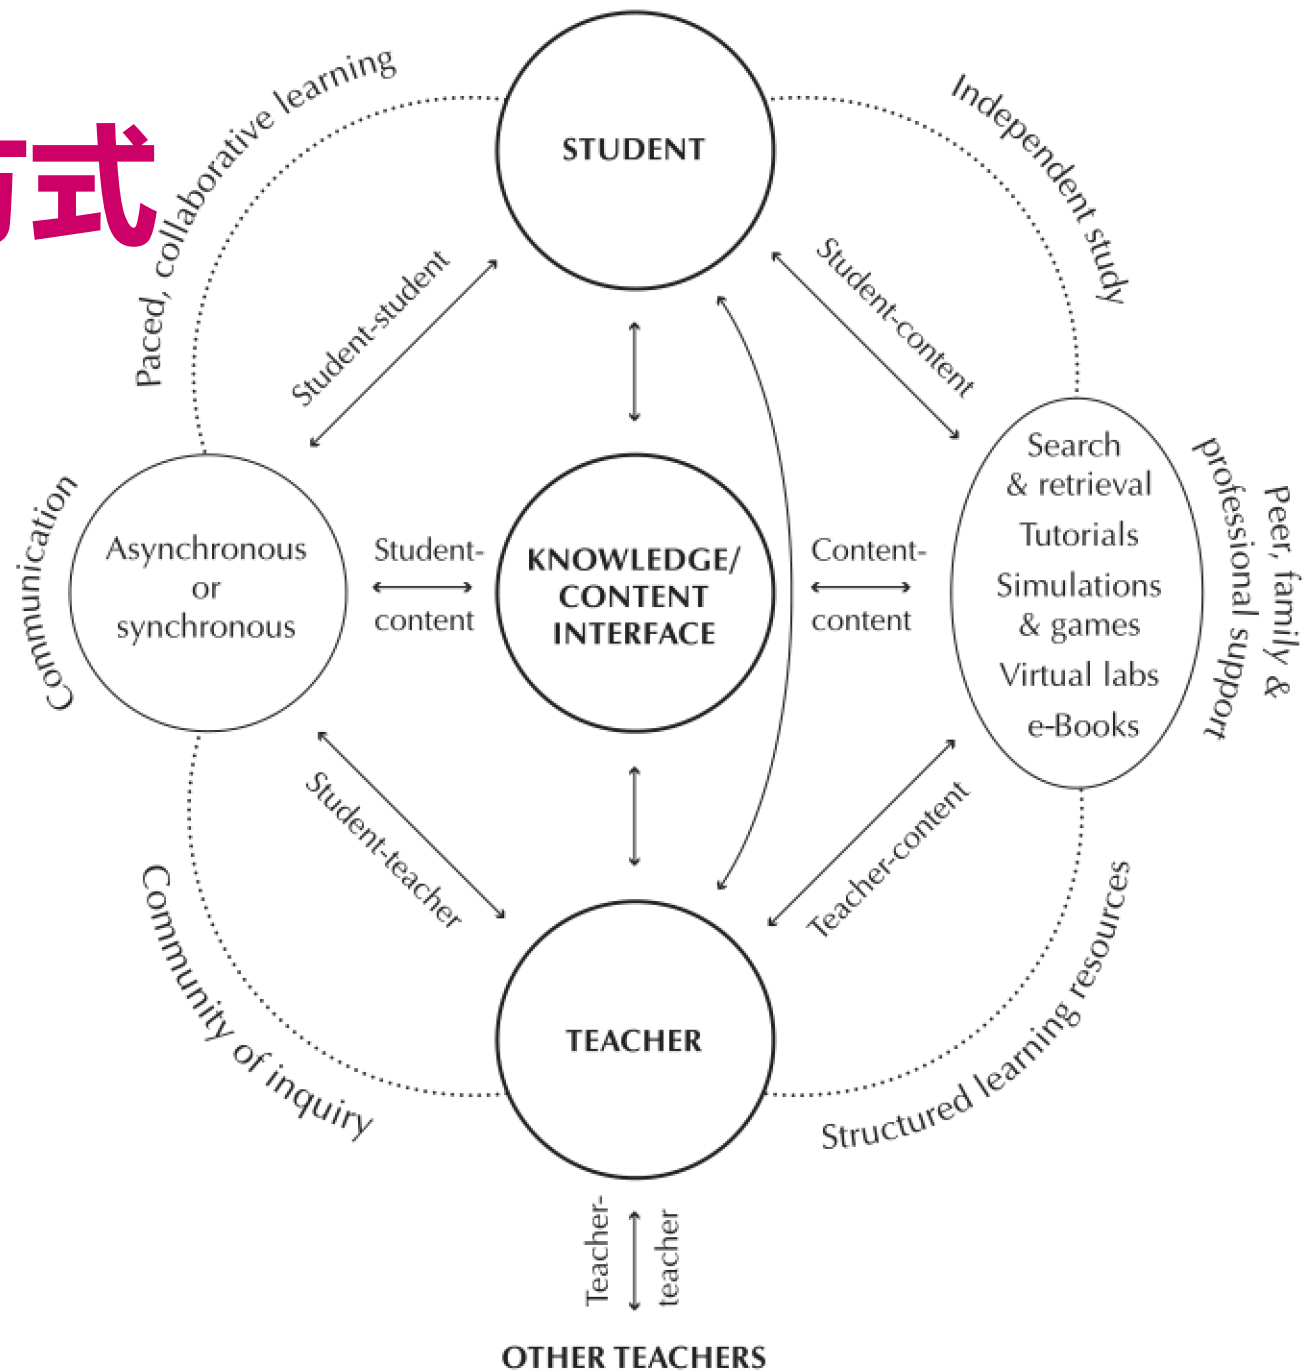 方式
STUDENT
Paced, collaborative learning
Independent study
Student-student
Student-content
Communication
Asynchronous
or
synchronous
Student-
content
KNOWLEDGE/
CONTENT
INTERFACE
Content-
content
Search
& retrieval
Tutorials
Simulations
& games
Virtual labs
e-Books
Peer, family &
professional support
Student-teacher
Teacher-content
Community of inquiry
TEACHER
Structured learning resources
Teacher-
teacher
OTHER TEACHERS